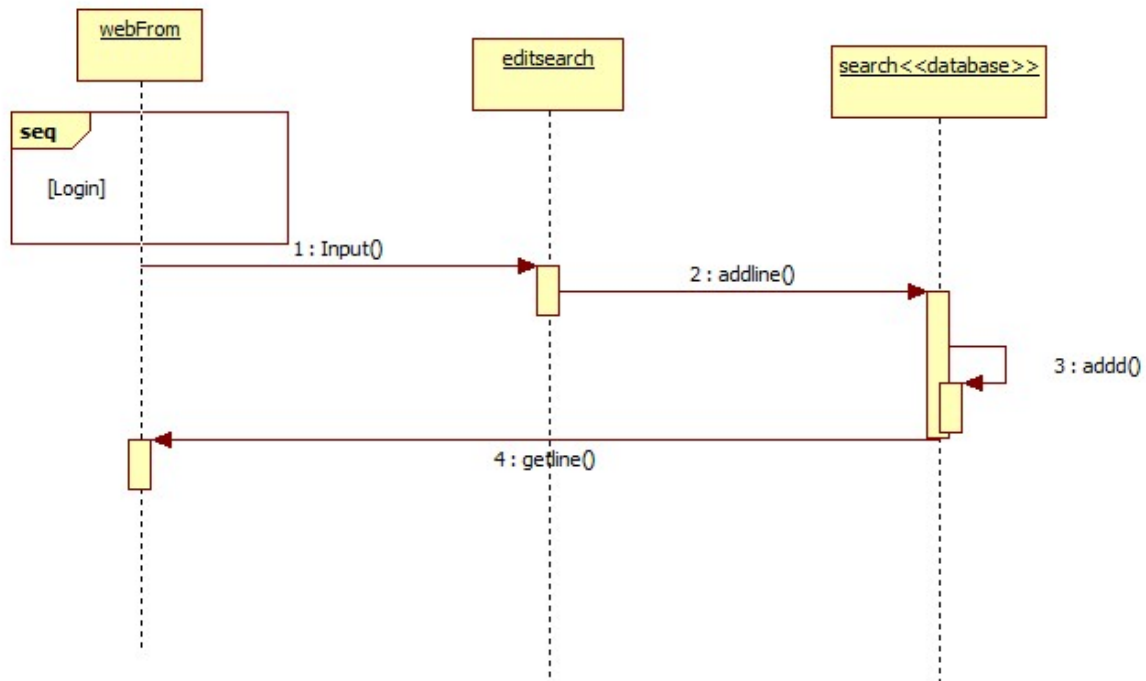 webFrom
editsearch
search<<database>>
seq
[Login]
1 : Input()
2 : addline()
3 : addd()
4 : getline()